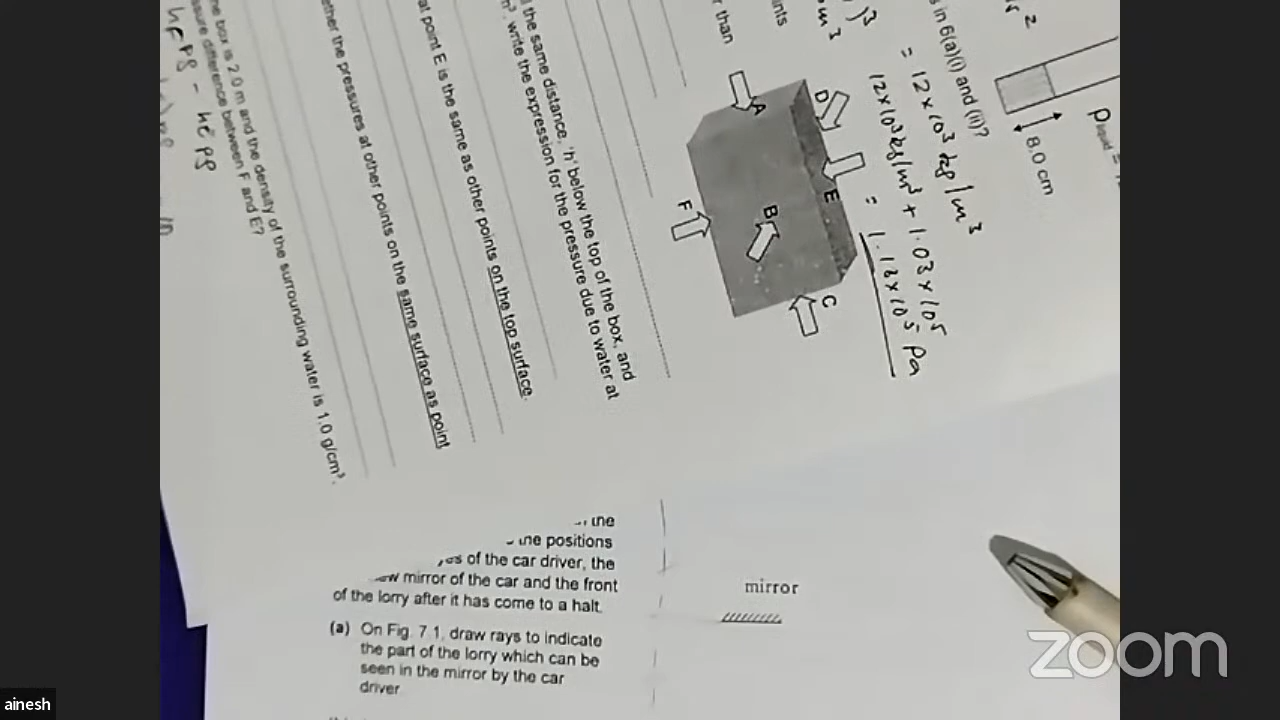 s in 6(a)(i) and (ii)?
8.0 cm
= 12×10³ kg/m³
12×10³kg/m³ + 1.03×10⁵
= 1.13×10⁵ Pa
r than
A
B
C
D
E
F
the same distance, 'h' below the top of the box, and
write the expression for the pressure due to water at
at point E is the same as other points on the top surface.
ether the pressures at other points on the same surface as point
box is 2.0 m and the density of the surrounding water is 1.0 g/cm³.
sure difference between F and E?
hFρg - hEρg
the positions
of the car driver, the
mirror of the car and the front
of the lorry after it has come to a halt.
(a) On Fig. 7.1, draw rays to indicate
the part of the lorry which can be
seen in the mirror by the car
driver
mirror
zoom
ainesh